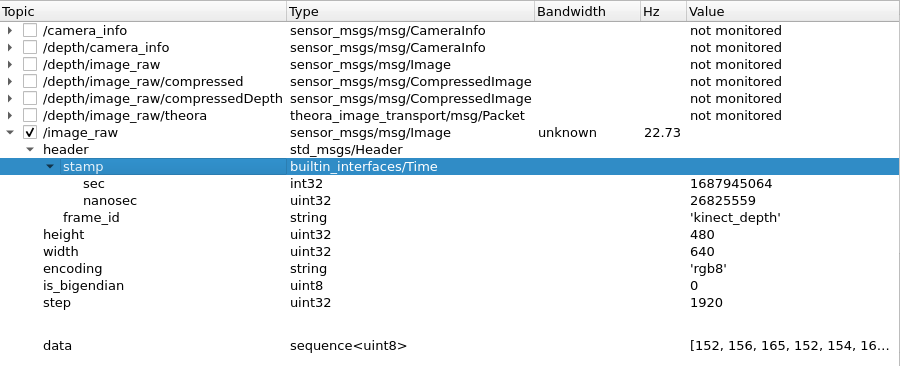 Topic Type Bandwidth Hz Value
/camera_info sensor_msgs/msg/CameraInfo not monitored
/depth/camera_info sensor_msgs/msg/CameraInfo not monitored
/depth/image_raw sensor_msgs/msg/Image not monitored
/depth/image_raw/compressed sensor_msgs/msg/CompressedImage not monitored
/depth/image_raw/compressedDepth sensor_msgs/msg/CompressedImage not monitored
/depth/image_raw/theora theora_image_transport/msg/Packet not monitored
/image_raw sensor_msgs/msg/Image unknown 22.73
header std_msgs/Header
stamp builtin_interfaces/Time
sec int32 1687945064
nanosec uint32 26825559
frame_id string 'kinect_depth'
height uint32 480
width uint32 640
encoding string 'rgb8'
is_bigendian uint8 0
step uint32 1920
data sequence<uint8> [152, 156, 165, 152, 154, 16...